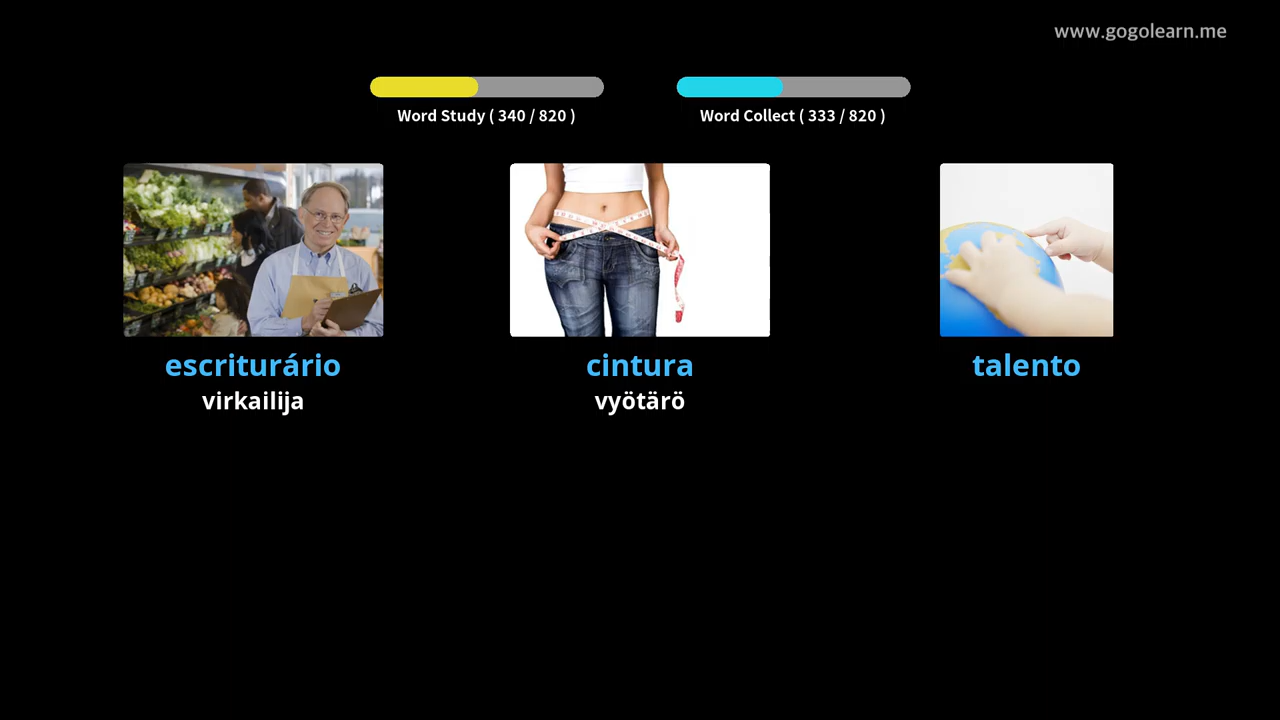 www.gogolearn.me
Word Study ( 340 / 820 )
Word Collect ( 333 / 820 )
escriturário
cintura
talento
virkailija
vyötärö